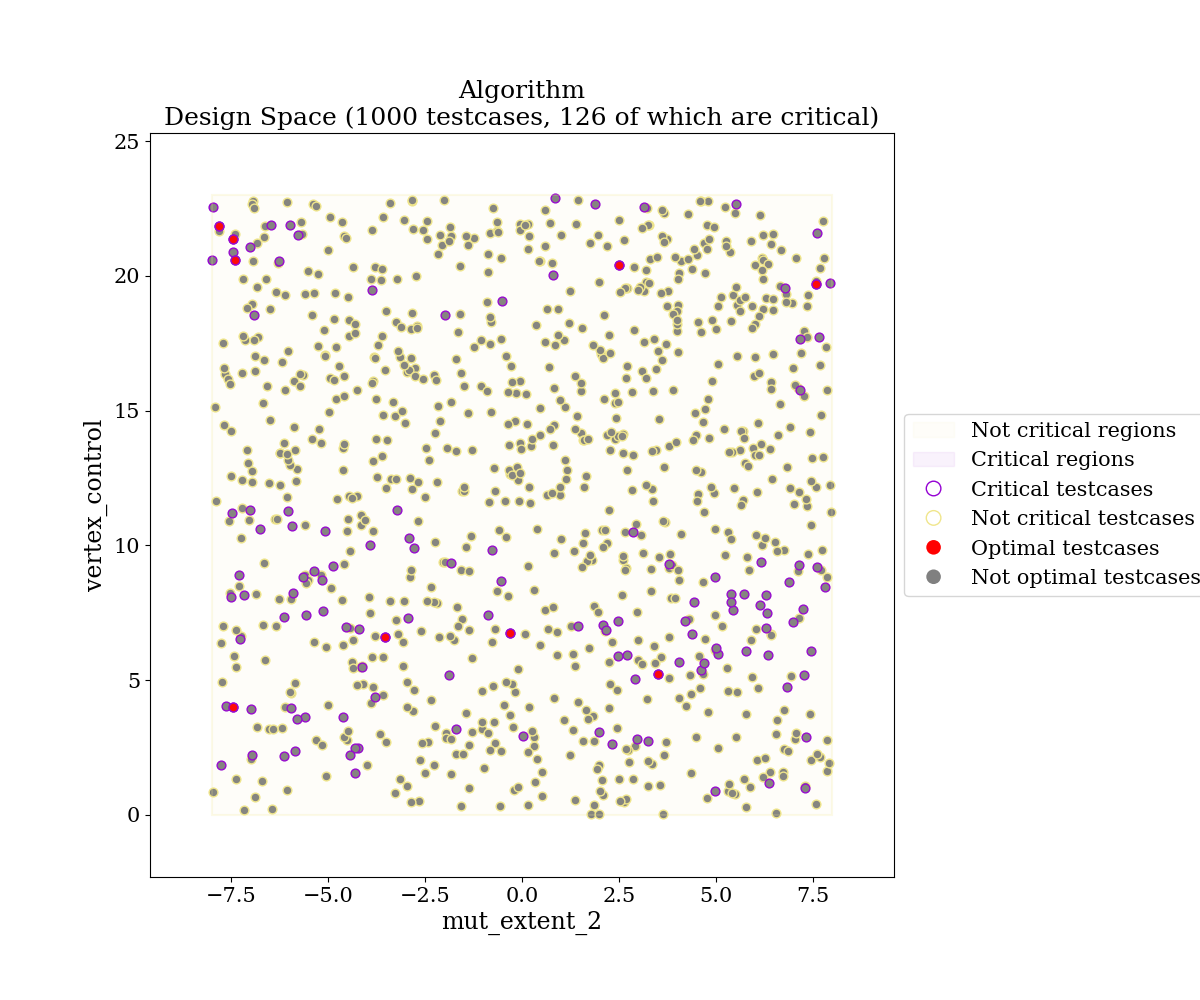 Algorithm
Design Space (1000 testcases, 126 of which are critical)
25
20
15
10
5
0
vertex_control
−7.5
−5.0
−2.5
0.0
2.5
5.0
7.5
mut_extent_2
Not critical regions
Critical regions
Critical testcases
Not critical testcases
Optimal testcases
Not optimal testcases